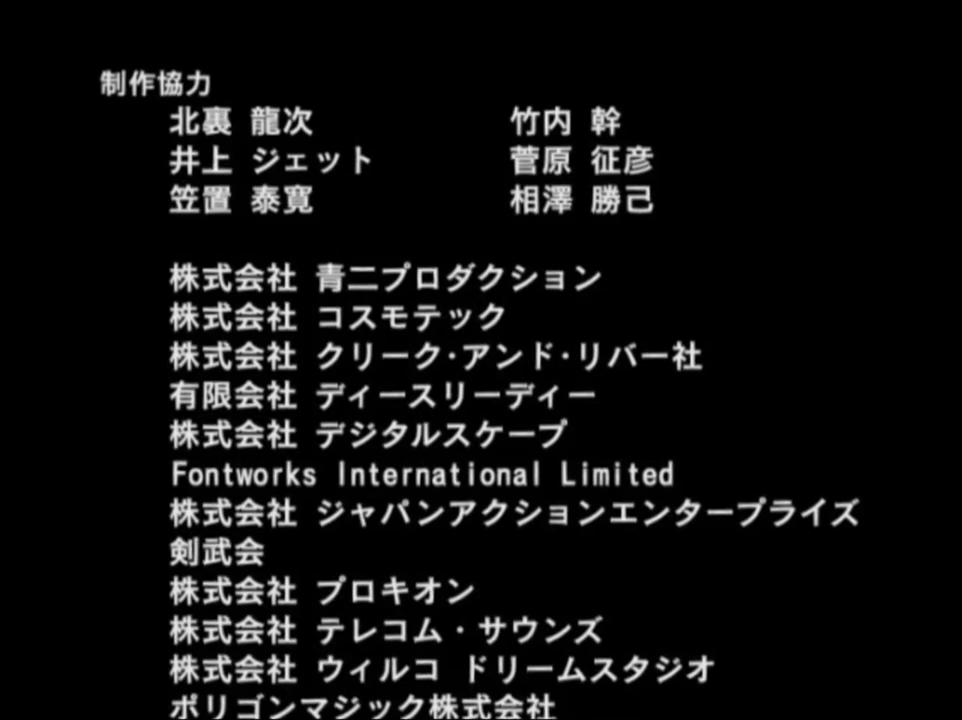 制作協力
北裏 龍次 竹内 幹
井上 ジェット 菅原 征彦
笠置 泰寛 相澤 勝己
株式会社 青二プロダクション
株式会社 コスモテック
株式会社 クリーク・アンド・リバー社
有限会社 ディースリーディー
株式会社 デジタルスケープ
Fontworks International Limited
株式会社 ジャパンアクションエンタープライズ
剣武会
株式会社 プロキオン
株式会社 テレコム・サウンズ
株式会社 ウィルコ ドリームスタジオ
ポリゴンマジック株式会社